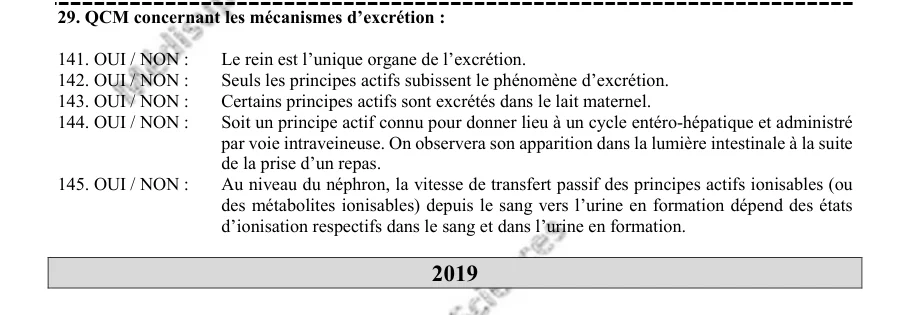 29. QCM concernant les mécanismes d’excrétion :
141. OUI / NON : Le rein est l’unique organe de l’excrétion.
142. OUI / NON : Seuls les principes actifs subissent le phénomène d’excrétion.
143. OUI / NON : Certains principes actifs sont excrétés dans le lait maternel.
144. OUI / NON : Soit un principe actif connu pour donner lieu à un cycle entéro-hépatique et administré
par voie intraveineuse. On observera son apparition dans la lumière intestinale à la suite
de la prise d’un repas.
145. OUI / NON : Au niveau du néphron, la vitesse de transfert passif des principes actifs ionisables (ou
des métabolites ionisables) depuis le sang vers l’urine en formation dépend des états
d’ionisation respectifs dans le sang et dans l’urine en formation.
2019